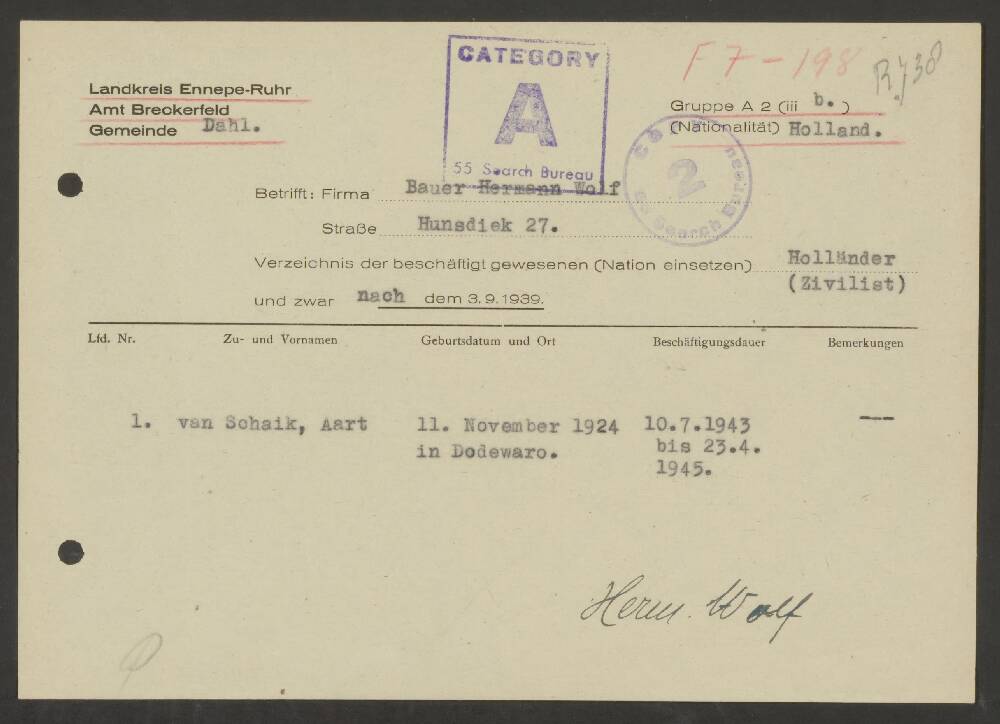 CATEGORY
A
55 Search Bureau
F7-198
R.738
Landkreis Ennepe-Ruhr
Amt Breckerfeld
Gemeinde Dahl.
Gruppe A 2 (iii b. )
(Nationalität) Holland.
2
Search Bureau
Betrifft: Firma Bauer Hermann Wolf
Straße Hunsdiek 27.
Verzeichnis der beschäftigt gewesenen (Nation einsetzen) Holländer
(Zivilist)
und zwar nach dem 3.9.1939.
Lfd. Nr. Zu- und Vornamen Geburtsdatum und Ort Beschäftigungsdauer Bemerkungen
1. van Schaik, Aart 11. November 1924 10.7.1943 ---
in Dodewaro. bis 23.4.
1945.
Herm. Wolf